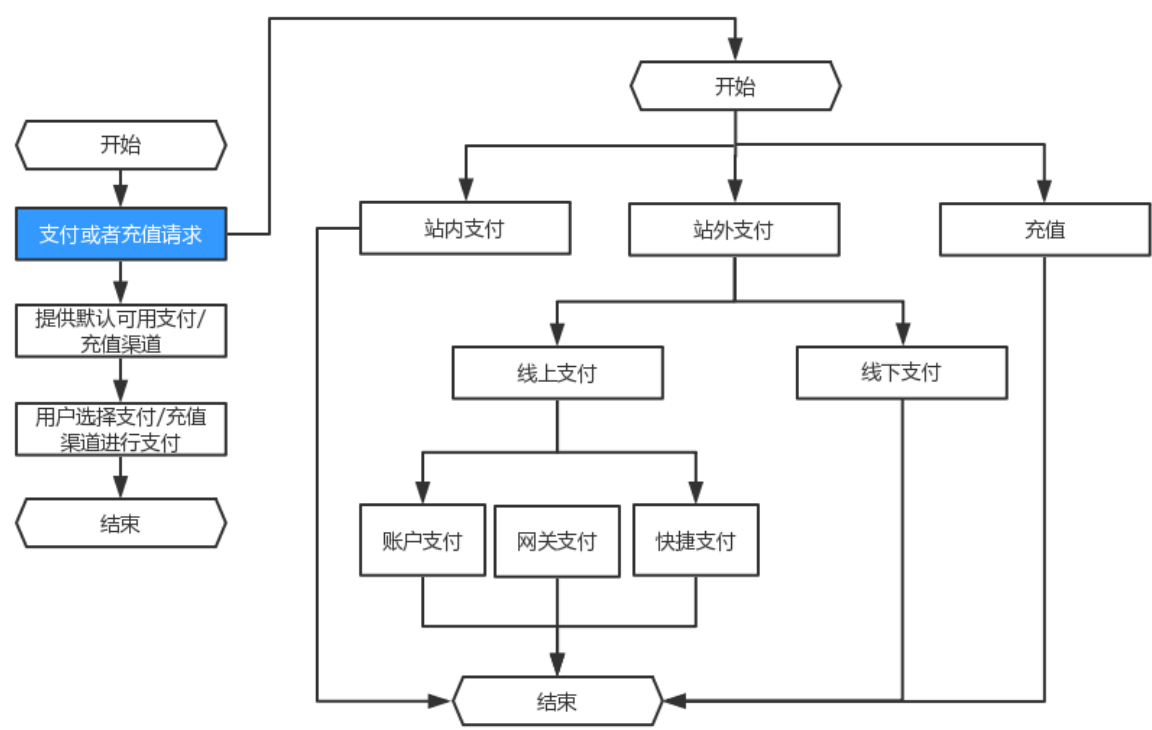 开始
支付或者充值请求
提供默认可用支付/
充值渠道
用户选择支付/充值
渠道进行支付
结束
开始
站内支付
站外支付
充值
线上支付
线下支付
账户支付
网关支付
快捷支付
结束